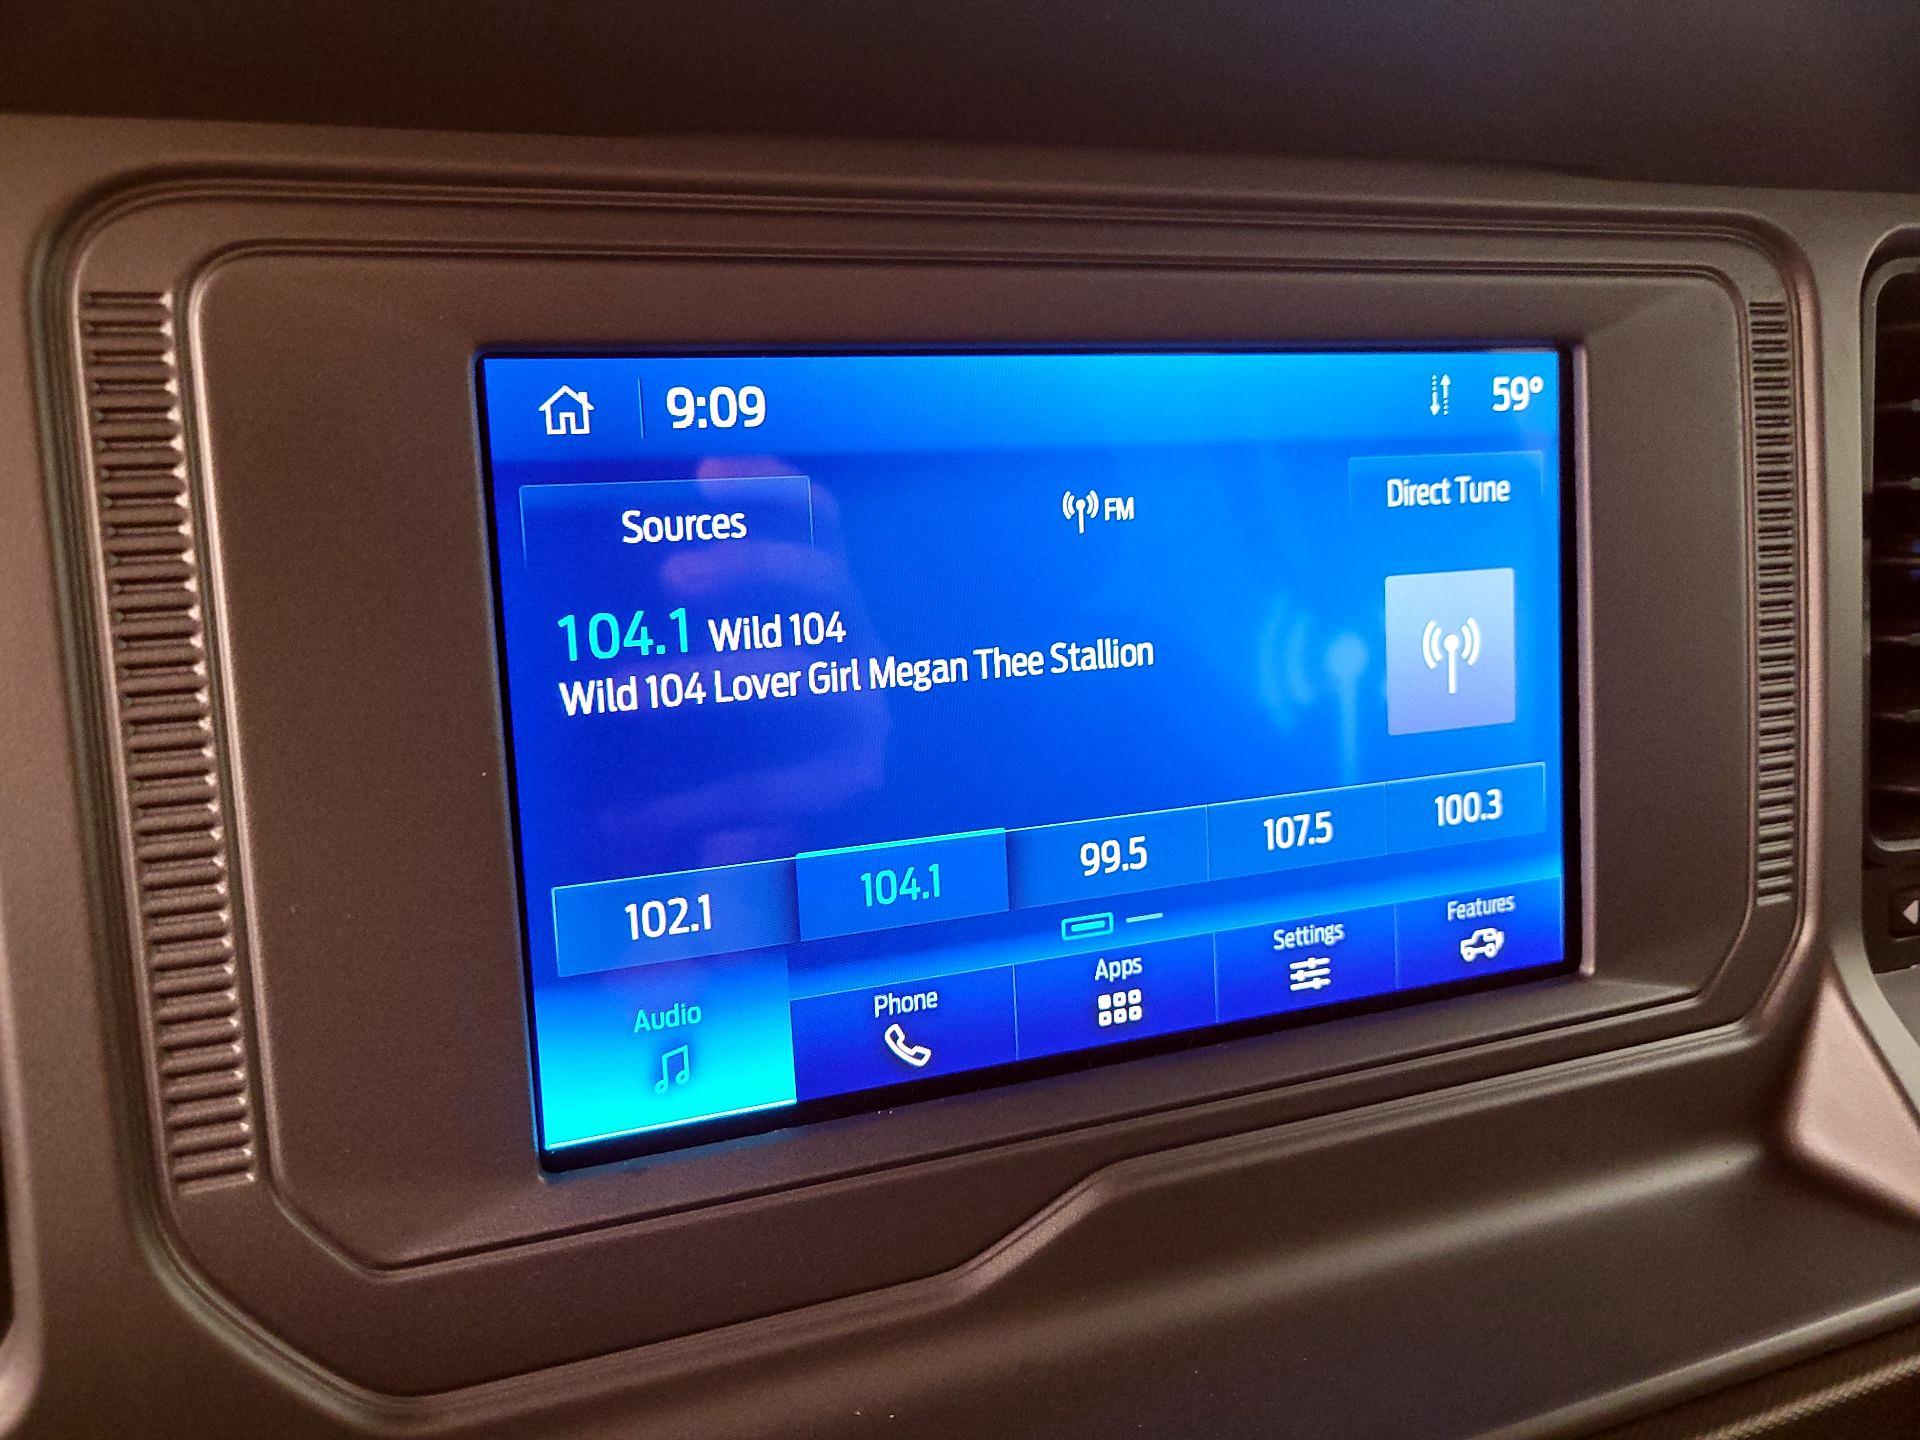 9:09
59°
Sources
FM
Direct Tune
104.1 Wild 104
Wild 104 Lover Girl Megan Thee Stallion
102.1
104.1
99.5
107.5
100.3
Audio
Phone
Apps
Settings
Features